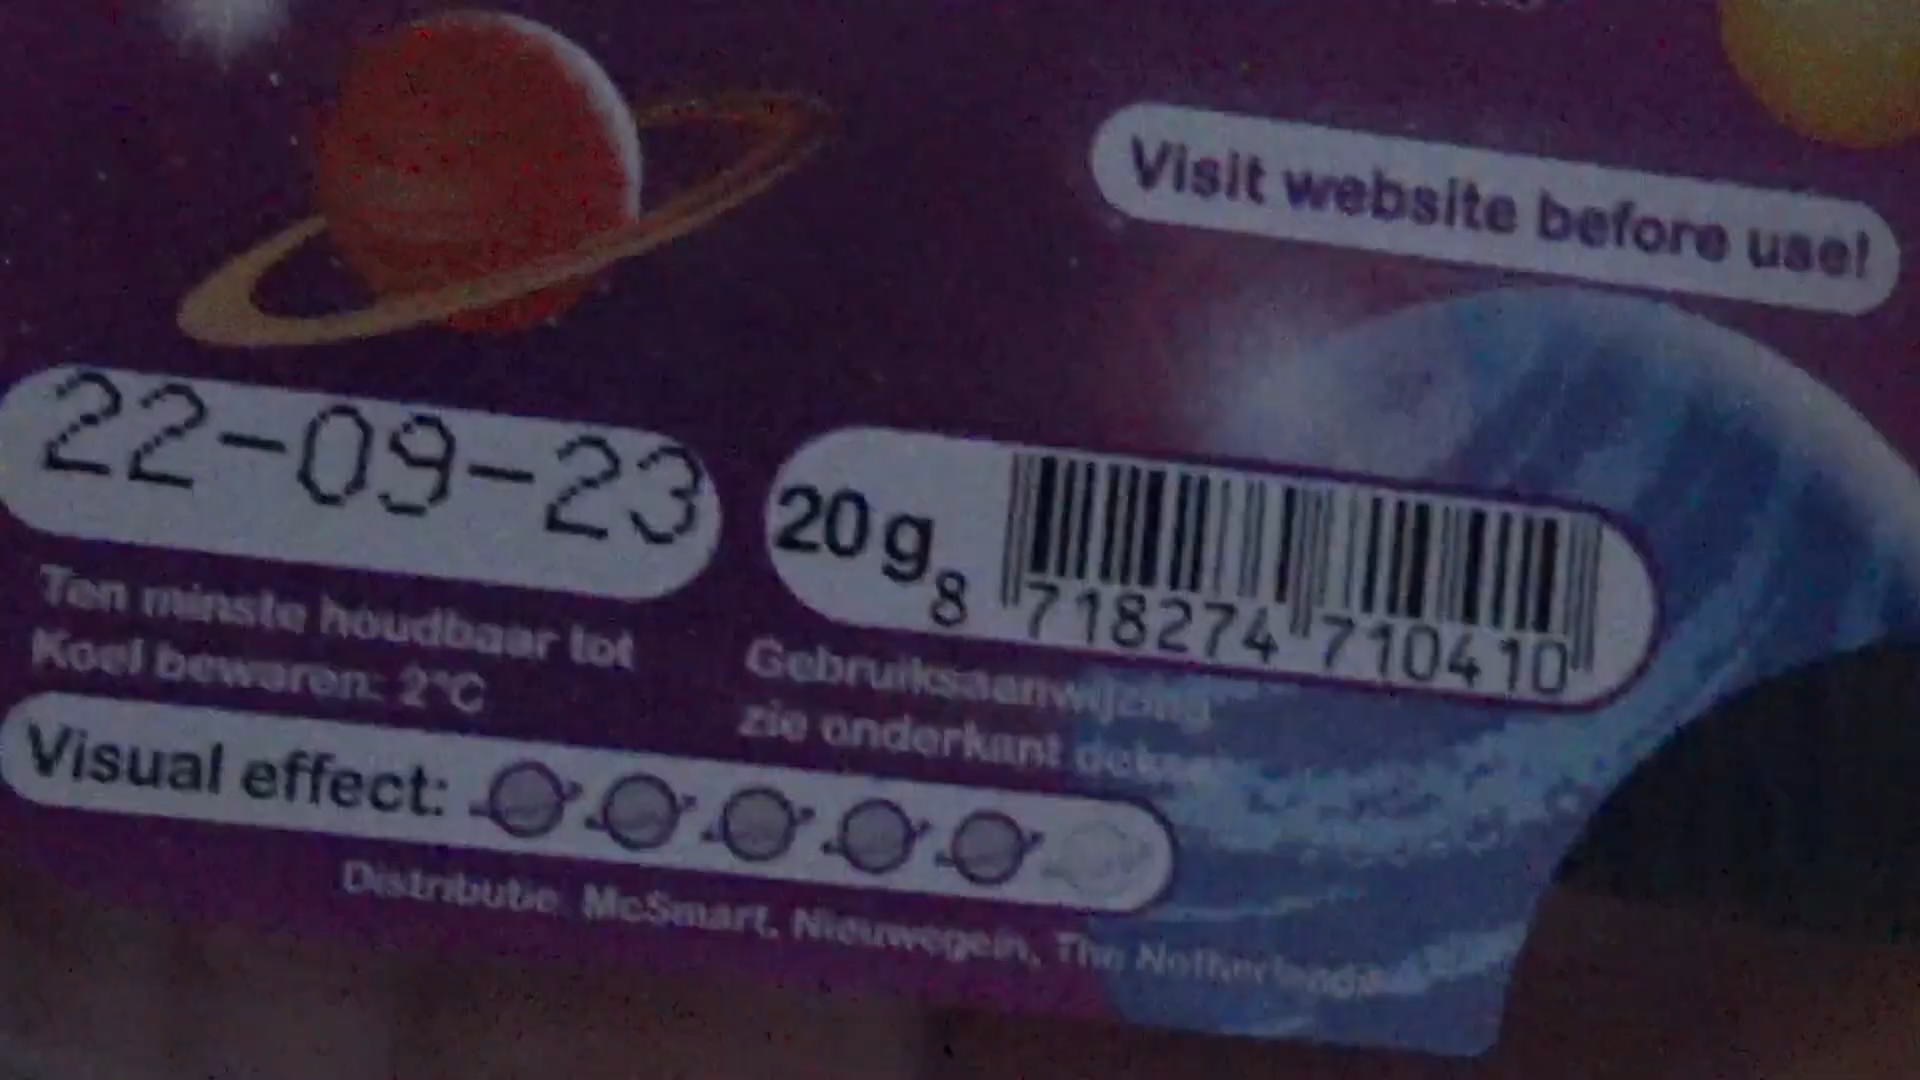 Visit website before use!
22-09-23
20 g
8 718274 710410
Ten minste houdbaar tot
Koel bewaren: 2°C
Gebruiksaanwijzing
zie onderkant
Visual effect:
Distributie: McSmart, Nieuwegein, The Netherlands